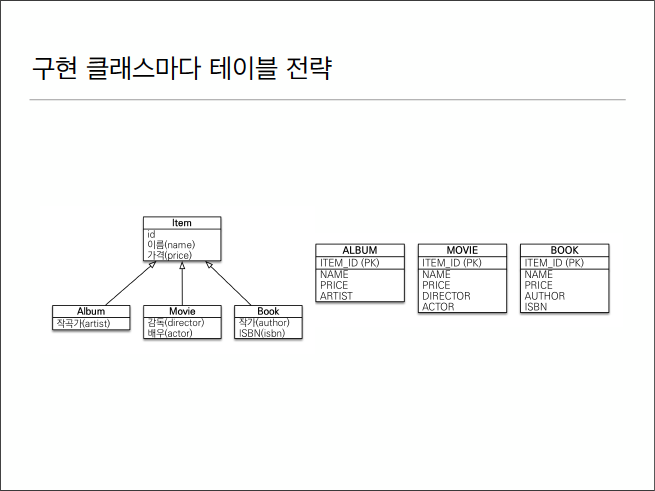 구현 클래스마다 테이블 전략
Item
id
이름(name)
가격(price)
Album
작곡가(artist)
Movie
감독(director)
배우(actor)
Book
작가(author)
ISBN(isbn)
ALBUM
ITEM_ID (PK)
NAME
PRICE
ARTIST
MOVIE
ITEM_ID (PK)
NAME
PRICE
DIRECTOR
ACTOR
BOOK
ITEM_ID (PK)
NAME
PRICE
AUTHOR
ISBN